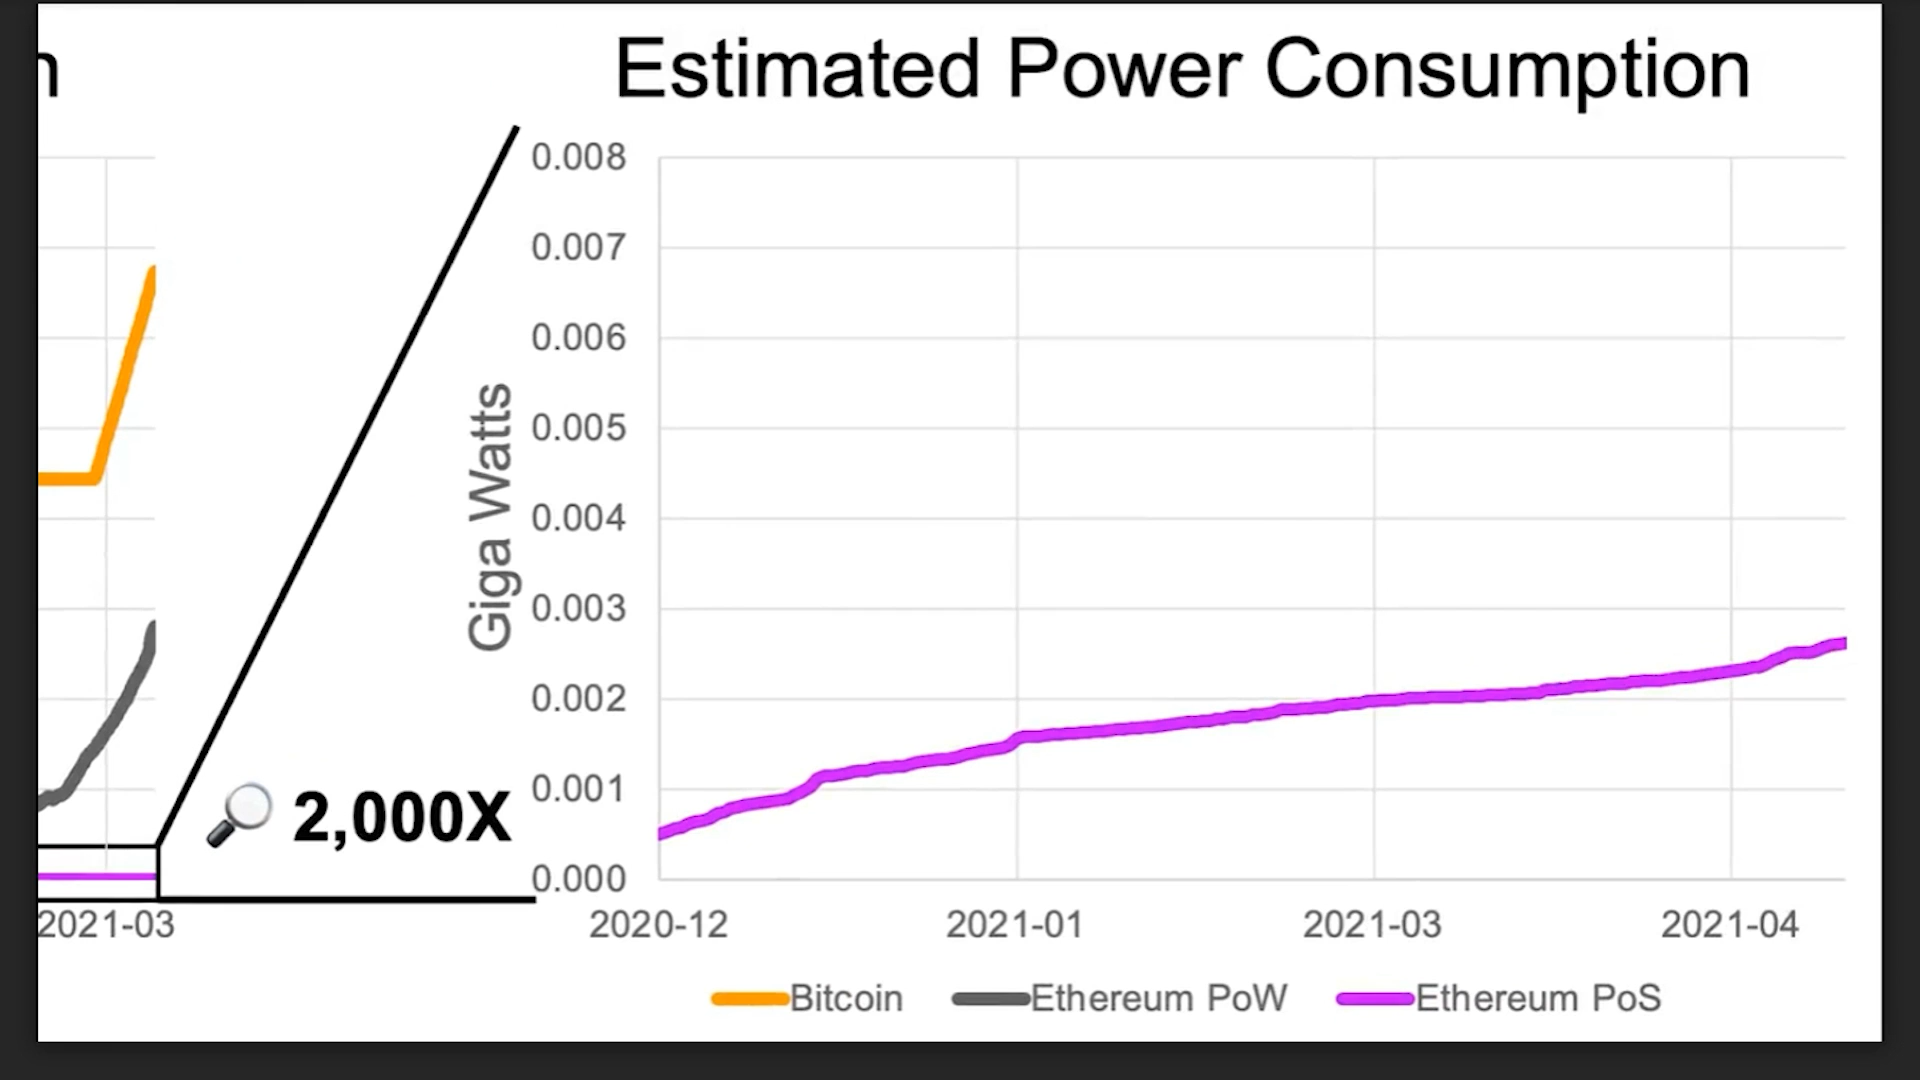 n
Estimated Power Consumption
0.008
0.007
0.006
0.005
0.004
0.003
0.002
0.001
0.000
Giga Watts
2,000X
2021-03
2020-12 2021-01 2021-03 2021-04
Bitcoin Ethereum PoW Ethereum PoS